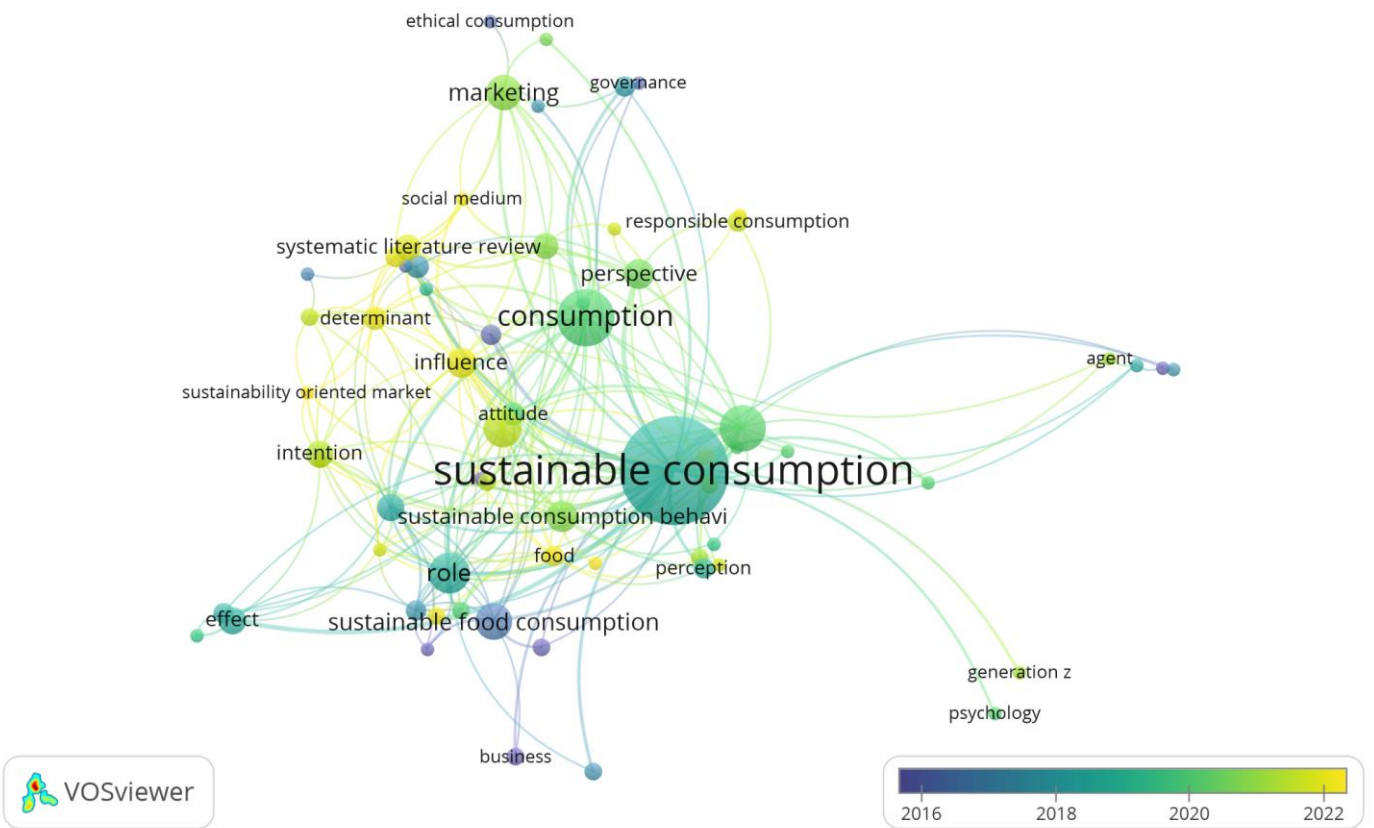 ethical consumption
governance
marketing
social medium
responsible consumption
systematic literature review
perspective
consumption
determinant
agent
influence
sustainability oriented market
attitude
intention
sustainable consumption
sustainable consumption behavi
food
perception
role
effect
sustainable food consumption
generation z
psychology
business
VOSviewer
2016 2018 2020 2022